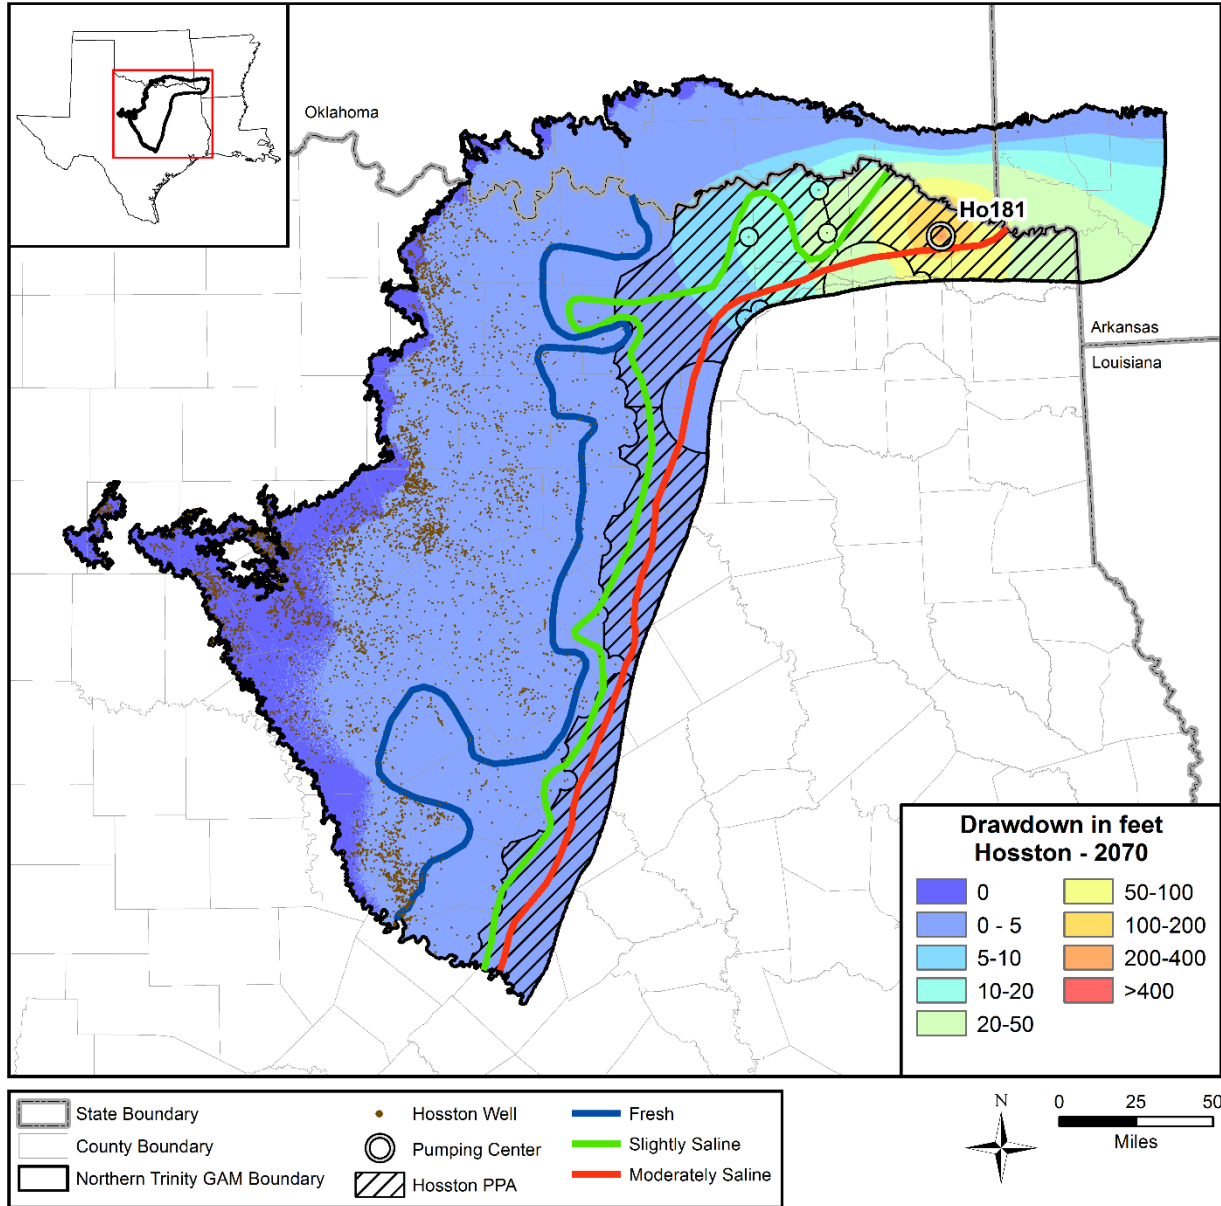 Oklahoma
Ho181
Arkansas
Louisiana
Drawdown in feet
Hosston - 2070
0
50-100
0 - 5
100-200
5-10
200-400
10-20
>400
20-50
State Boundary
Hosston Well
Fresh
County Boundary
Pumping Center
Slightly Saline
Northern Trinity GAM Boundary
Hosston PPA
Moderately Saline
N
0 25 50
Miles